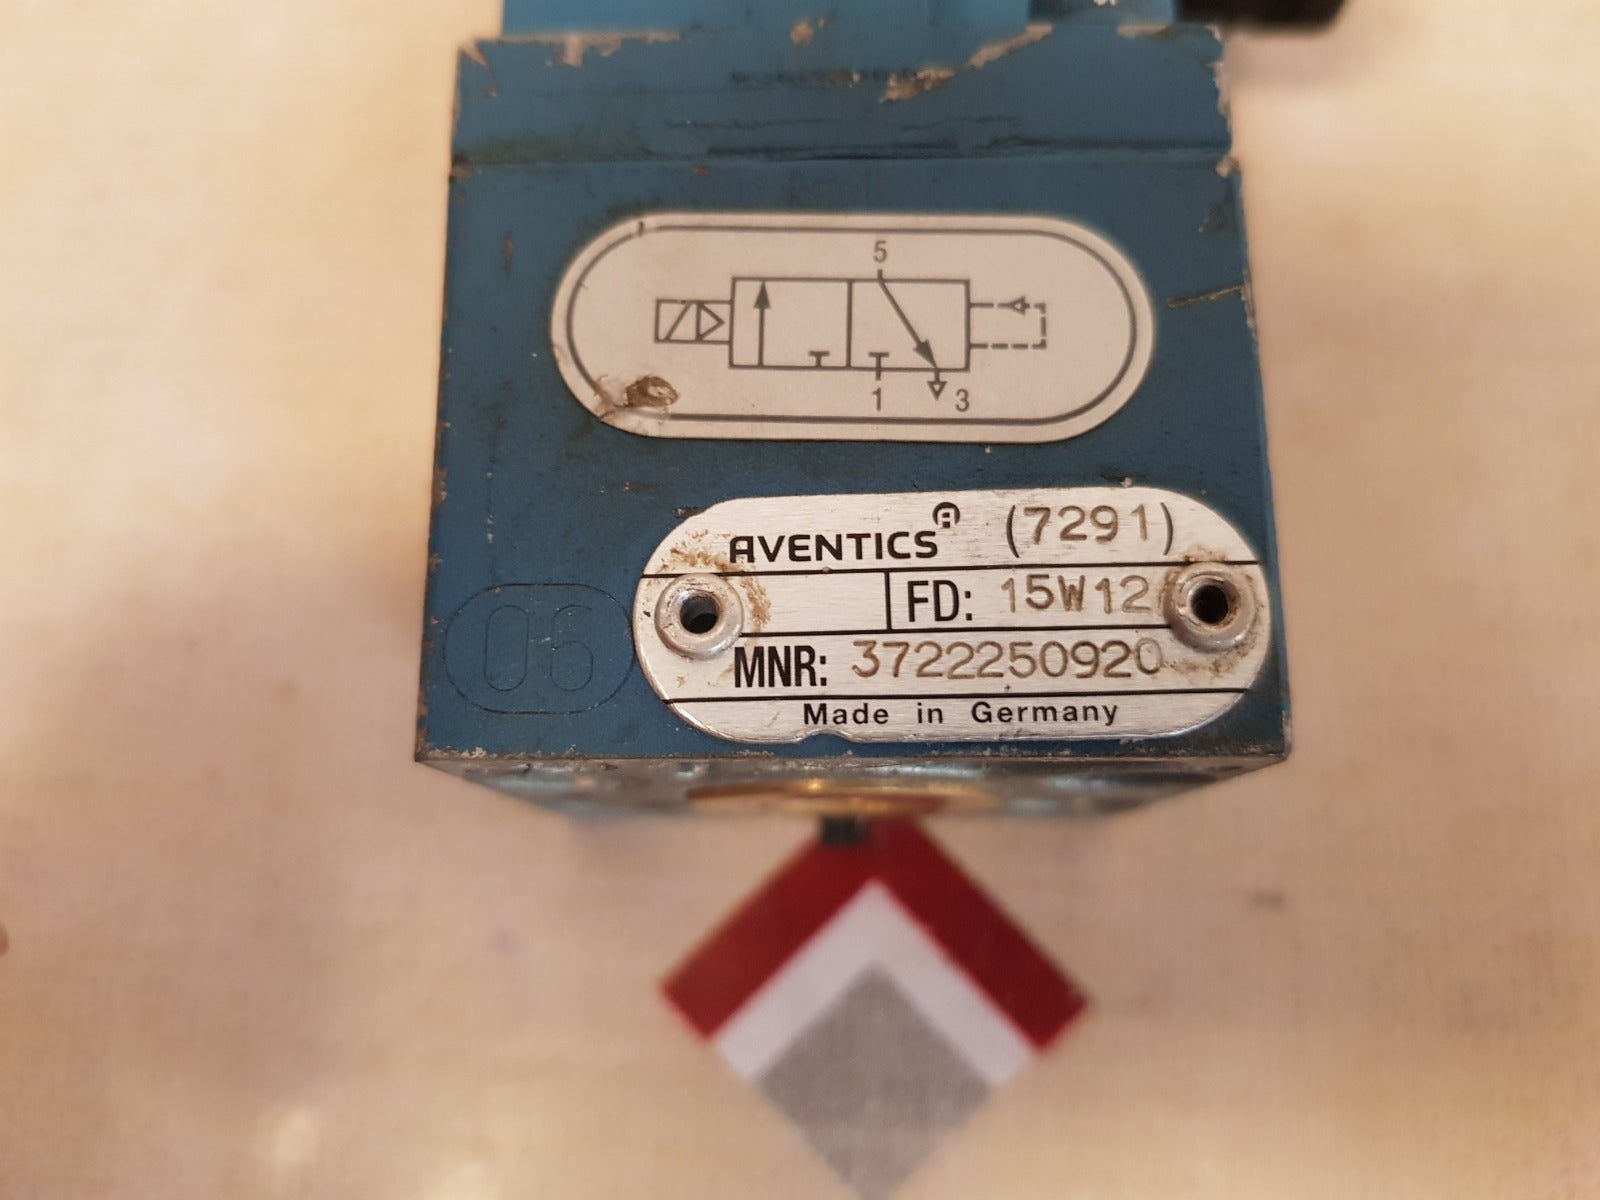 5
1 3
AVENTICS (7291)
FD: 15W12
MNR: 3722250920
Made in Germany
06